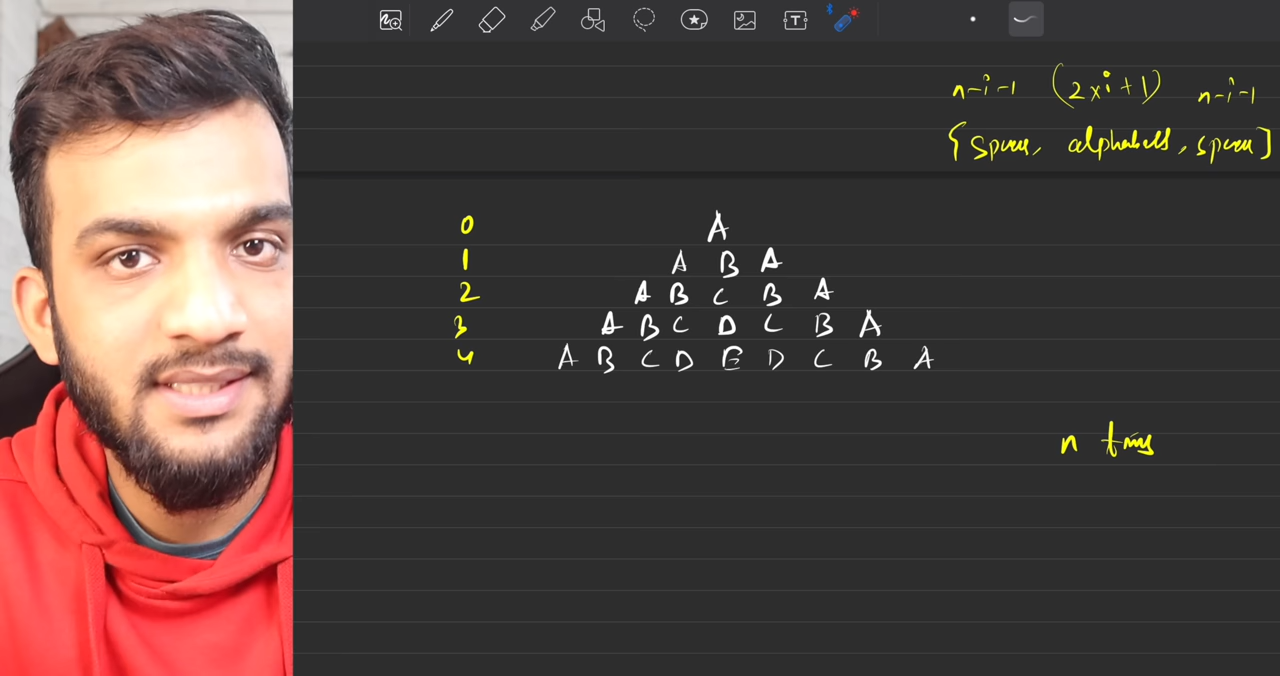 n-i-1 (2xi+1) n-i-1
{space, alphabets, space]
0 A
1 A B A
2 A B C B A
3 A B C D C B A
4 A B C D E D C B A
n times